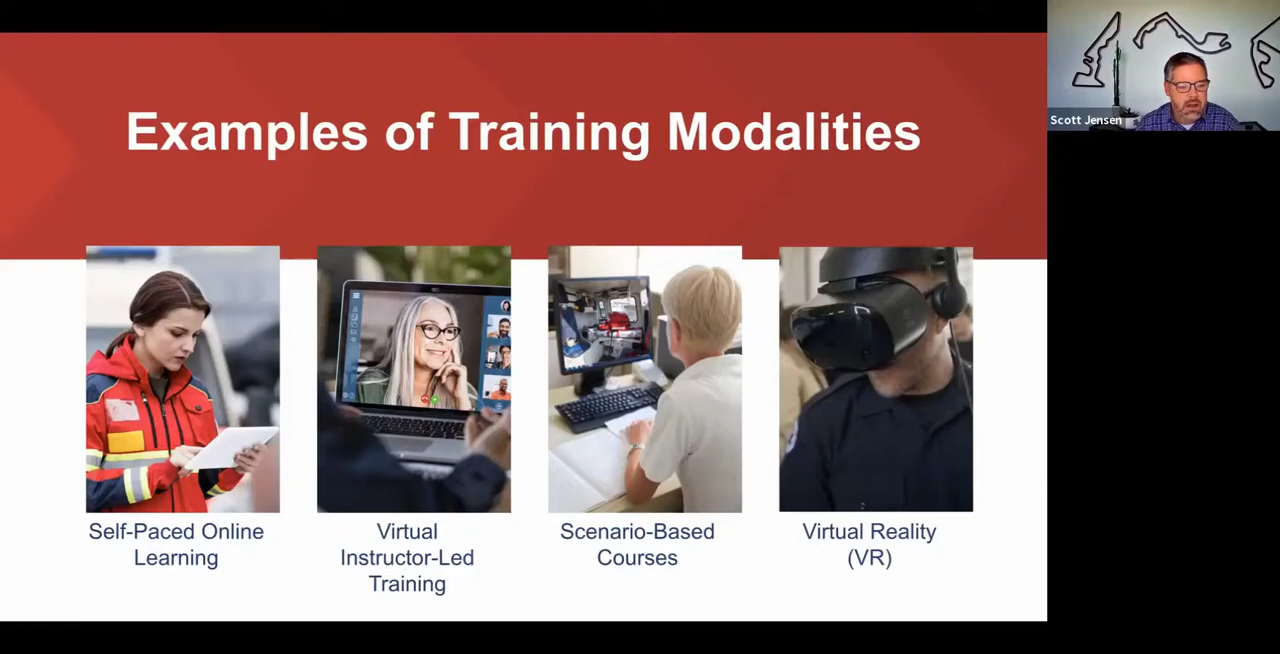 Examples of Training Modalities
Scott Jensen
Self-Paced Online
Learning
Virtual
Instructor-Led
Training
Scenario-Based
Courses
Virtual Reality
(VR)